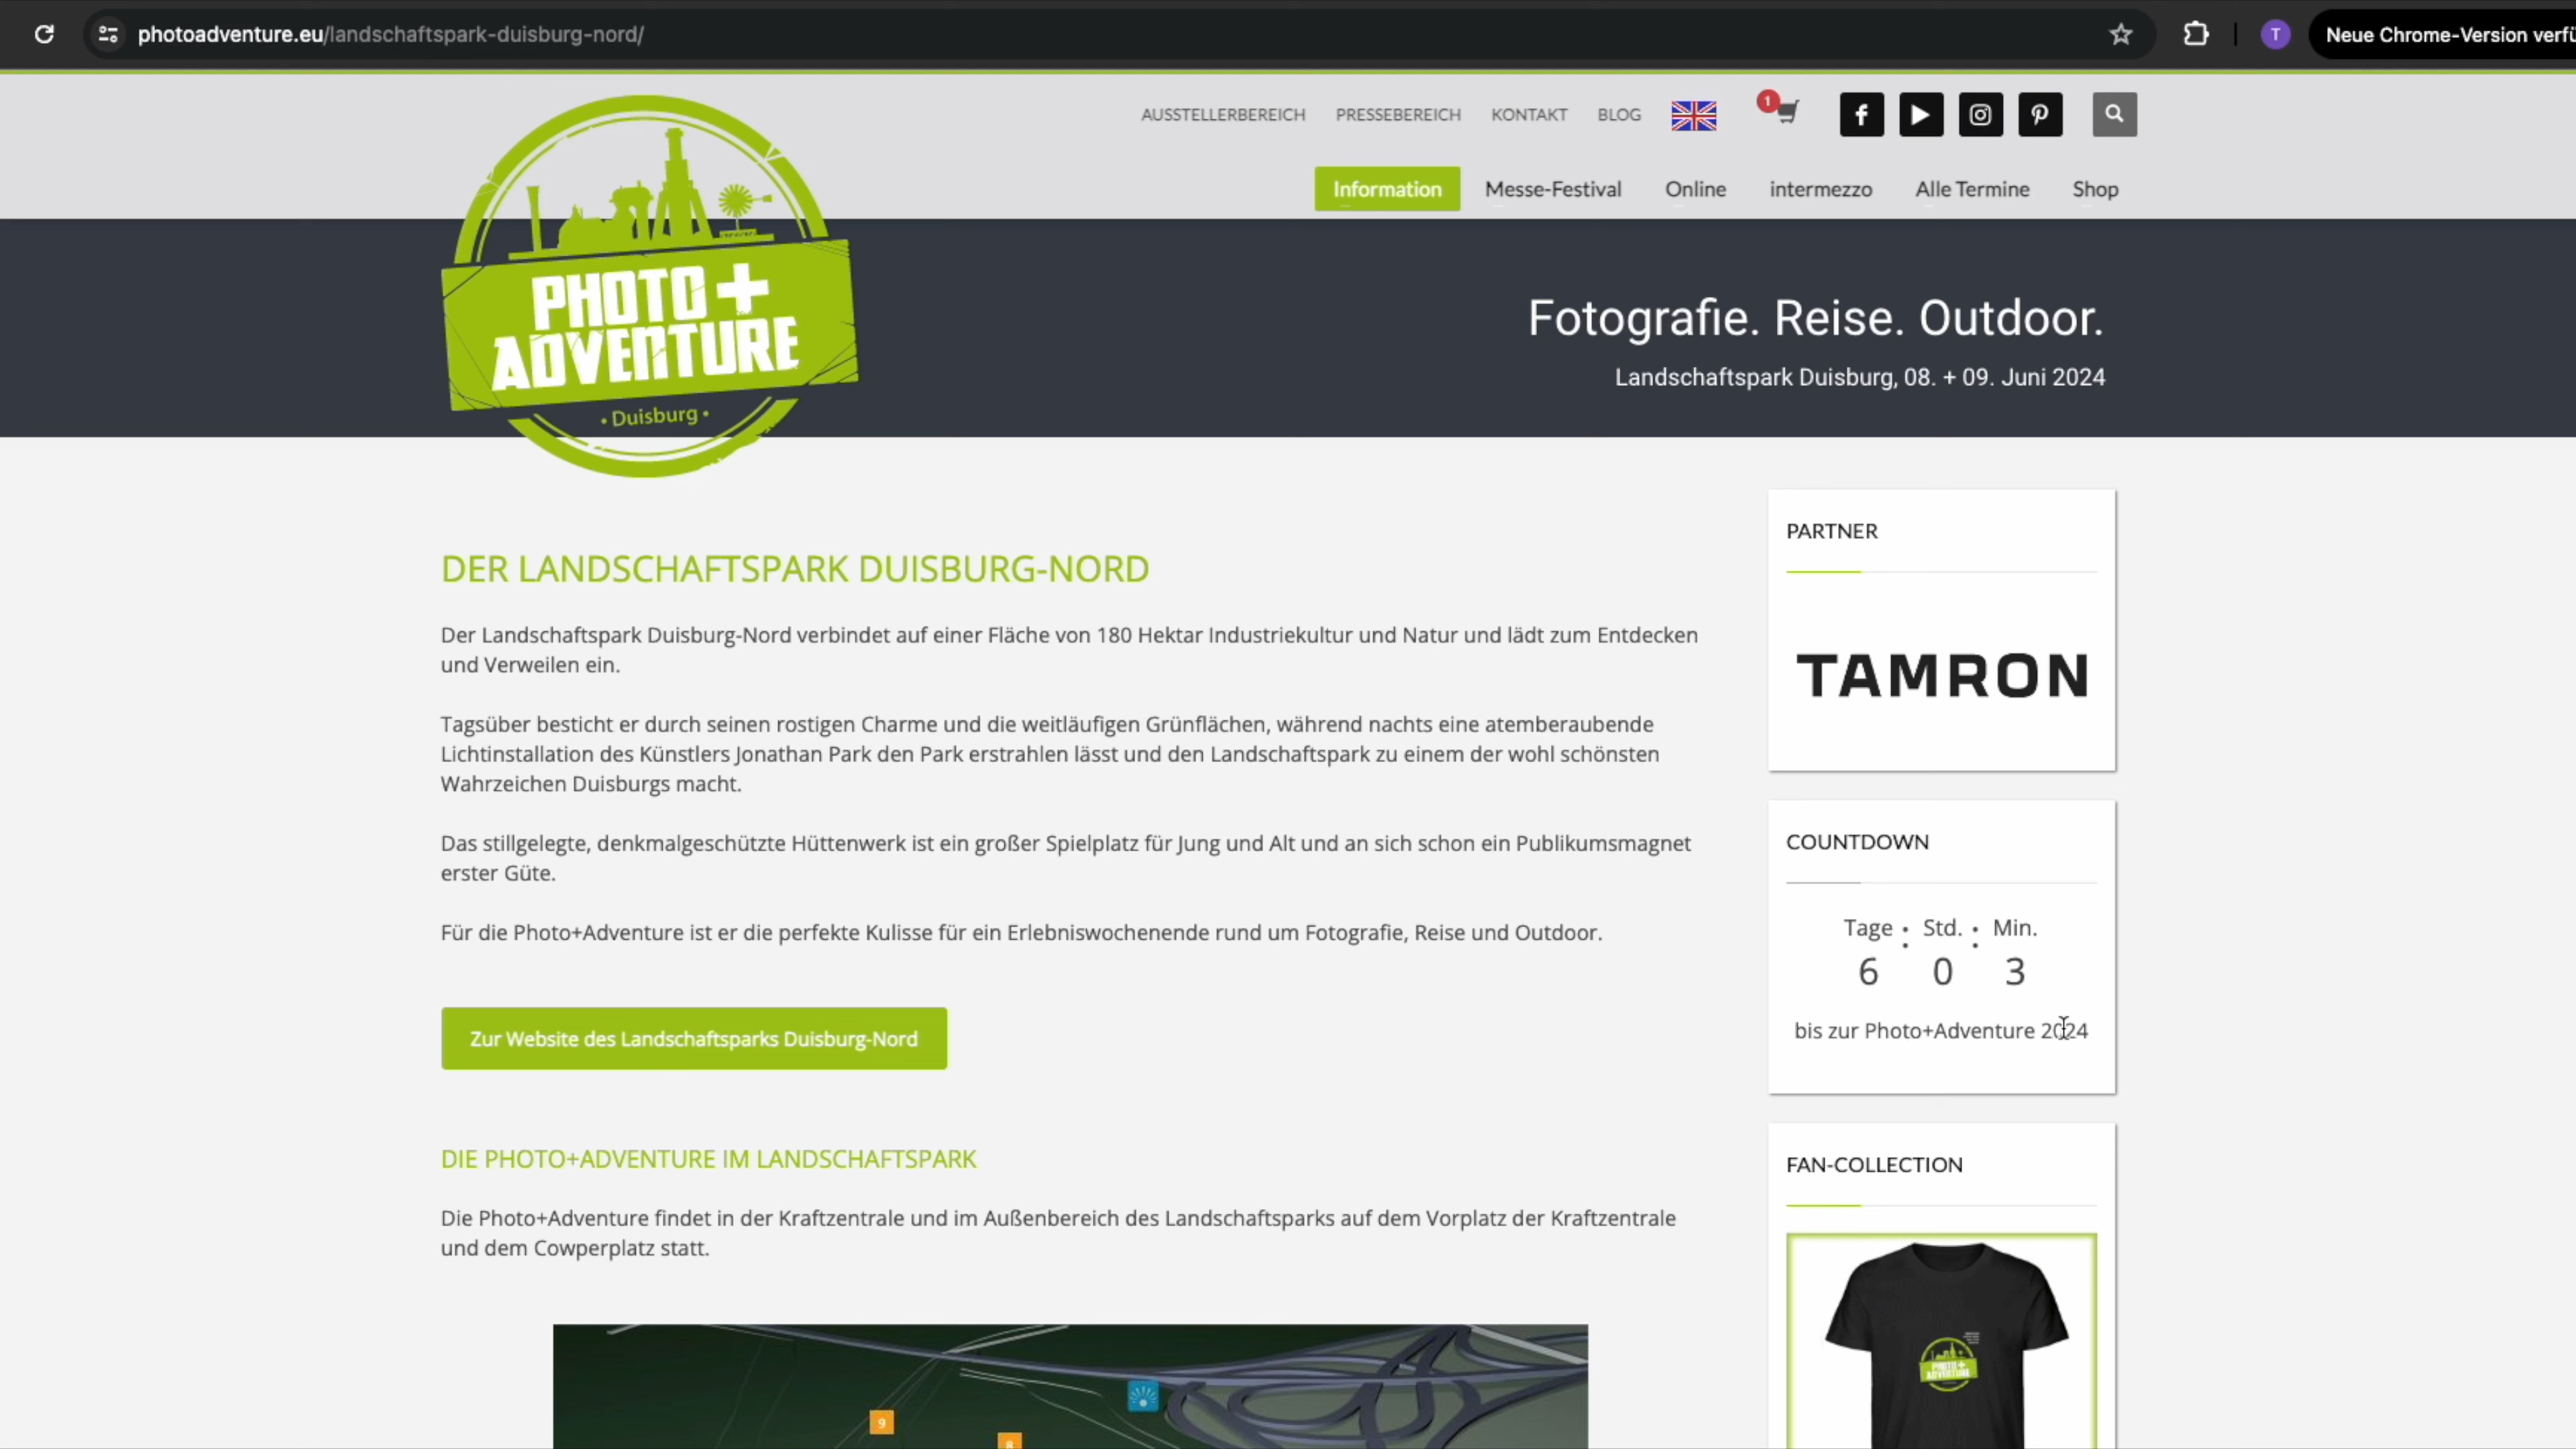 photoadventure.eu/landschaftspark-duisburg-nord/
T
Neue Chrome-Version verfü
AUSSTELLERBEREICH PRESSEBEREICH KONTAKT BLOG
1
Information Messe-Festival Online intermezzo Alle Termine Shop
PHOTO+
ADVENTURE
• Duisburg •
Fotografie. Reise. Outdoor.
Landschaftspark Duisburg, 08. + 09. Juni 2024
DER LANDSCHAFTSPARK DUISBURG-NORD
Der Landschaftspark Duisburg-Nord verbindet auf einer Fläche von 180 Hektar Industriekultur und Natur und lädt zum Entdecken
und Verweilen ein.
Tagsüber besticht er durch seinen rostigen Charme und die weitläufigen Grünflächen, während nachts eine atemberaubende
Lichtinstallation des Künstlers Jonathan Park den Park erstrahlen lässt und den Landschaftspark zu einem der wohl schönsten
Wahrzeichen Duisburgs macht.
Das stillgelegte, denkmalgeschützte Hüttenwerk ist ein großer Spielplatz für Jung und Alt und an sich schon ein Publikumsmagnet
erster Güte.
Für die Photo+Adventure ist er die perfekte Kulisse für ein Erlebniswochenende rund um Fotografie, Reise und Outdoor.
Zur Website des Landschaftsparks Duisburg-Nord
DIE PHOTO+ADVENTURE IM LANDSCHAFTSPARK
Die Photo+Adventure findet in der Kraftzentrale und im Außenbereich des Landschaftsparks auf dem Vorplatz der Kraftzentrale
und dem Cowperplatz statt.
9
8
PARTNER
TAMRON
COUNTDOWN
Tage : Std. : Min.
6 0 3
bis zur Photo+Adventure 2024
FAN-COLLECTION
PHOTO+
ADVENTURE